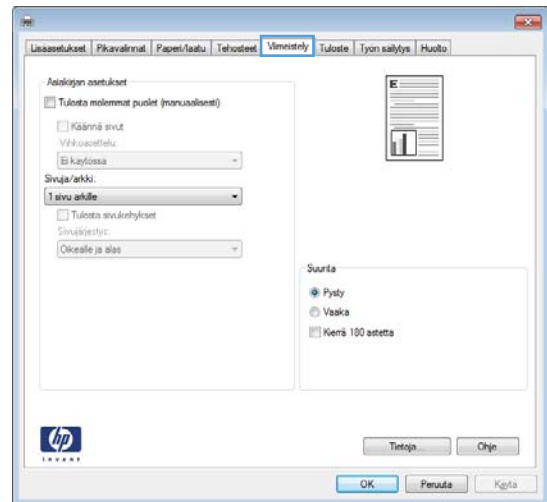 Lisäasetukset Pikavalinnat Paperi/laatu Tehosteet Viimeistely Tuloste Työn säilytys Huolto
Asiakirjan asetukset
Tulosta molemmat puolet (manuaalisesti)
Käännä sivut
Vihkoasettelu:
Ei käytössä
Sivuja/arkki:
1 sivu arkille
Tulosta sivukehykset
Sivujärjestys:
Oikealle ja alas
E
Suunta
Pysty
Vaaka
Kierrä 180 astetta
hp
invent
Tietoja... Ohje
OK Peruuta Käytä